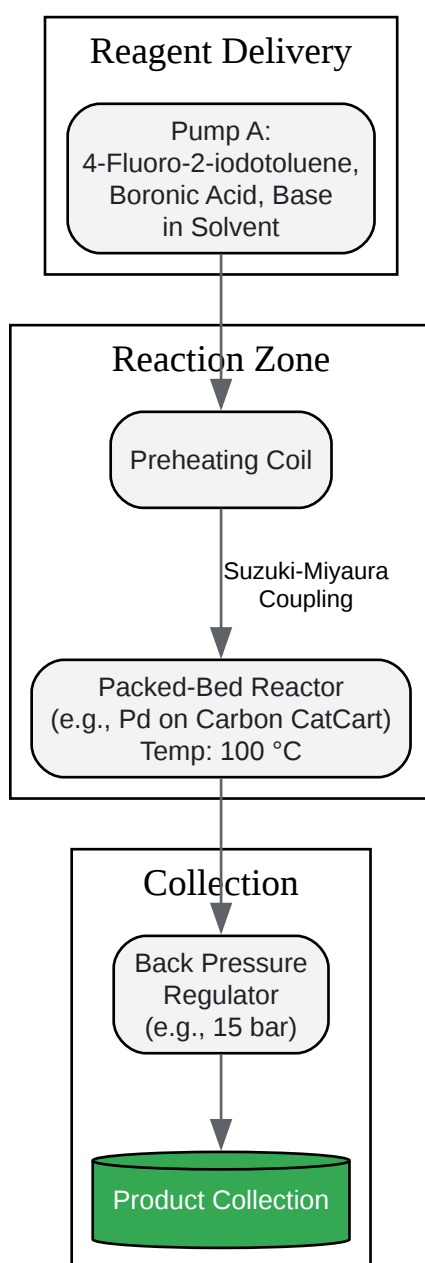 Reagent Delivery
Pump A:
4-Fluoro-2-iodotoluene,
Boronic Acid, Base
in Solvent
Reaction Zone
Preheating Coil
Suzuki-Miyaura
Coupling
Packed-Bed Reactor
(e.g., Pd on Carbon CatCart)
Temp: 100 °C
Collection
Back Pressure
Regulator
(e.g., 15 bar)
Product Collection